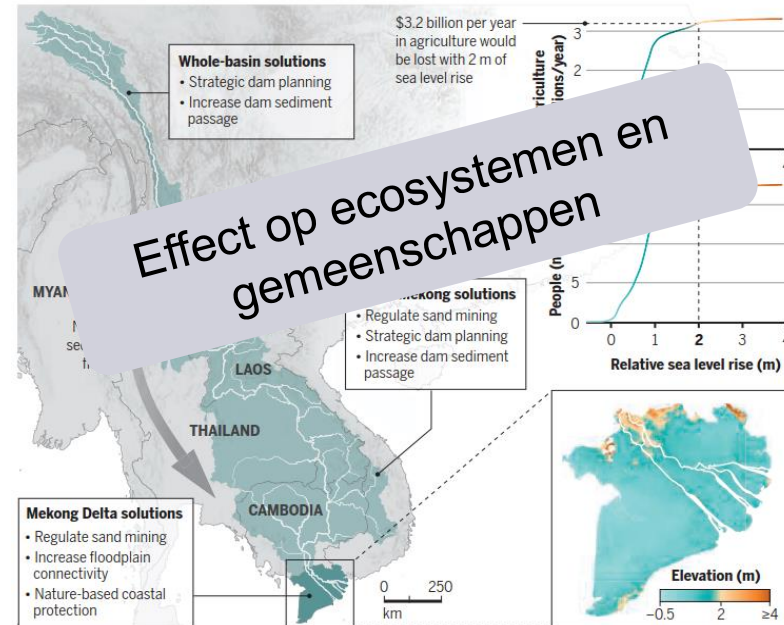 Whole-basin solutions
• Strategic dam planning
• Increase dam sediment
passage
$3.2 billion per year
in agriculture would
be lost with 2 m of
sea level rise
3
2
Effect op ecosystemen en
gemeenschappen
solutions
• Regulate sand mining
• Strategic dam planning
• Increase dam sediment
passage
People
5
0
0 1 2 3
Relative sea level rise (m)
LAOS
THAILAND
CAMBODIA
Mekong Delta solutions
• Regulate sand mining
• Increase floodplain
connectivity
• Nature-based coastal
protection
0 250
km
Elevation (m)
–0.5 2 ≥4